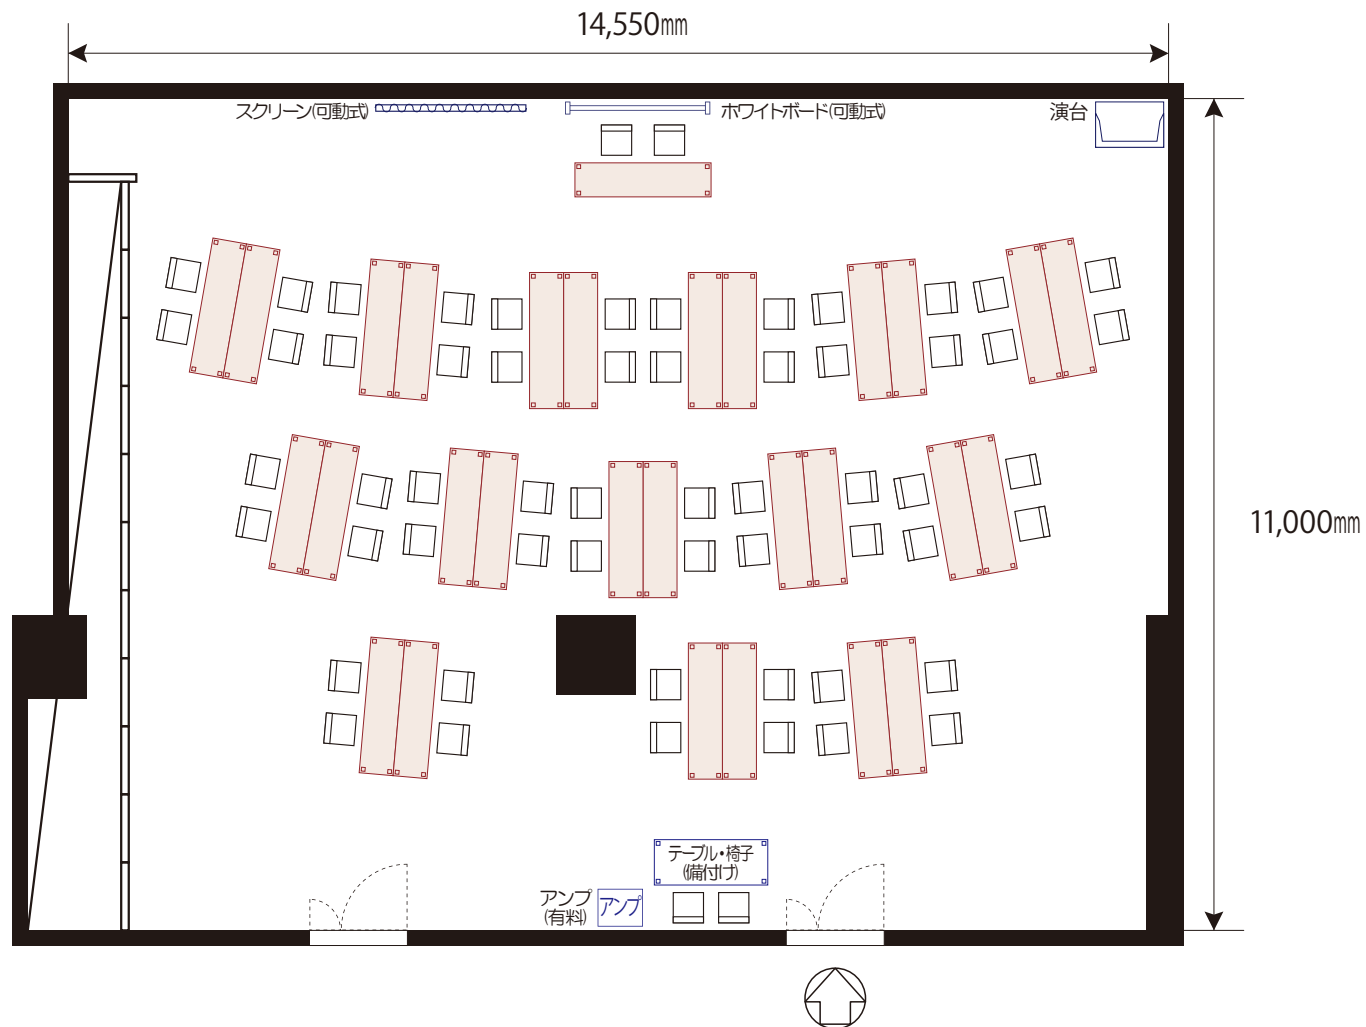 14,550㎜
スクリーン(可動式)
ホワイトボード(可動式)
演台
11,000㎜
テーブル・椅子
(備付け)
アンプ
(有料)
アンプ